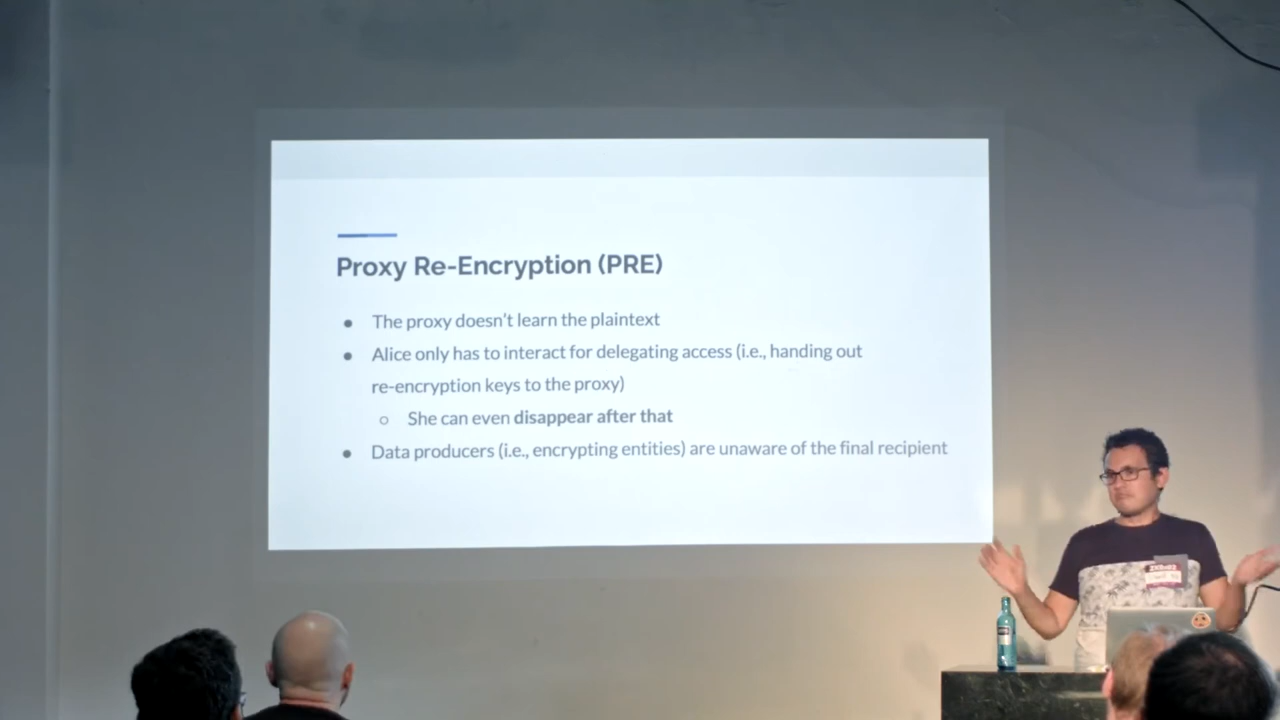 Proxy Re-Encryption (PRE)
● The proxy doesn't learn the plaintext
● Alice only has to interact for delegating access (i.e., handing out
re-encryption keys to the proxy)
○ She can even disappear after that
● Data producers (i.e., encrypting entities) are unaware of the final recipient